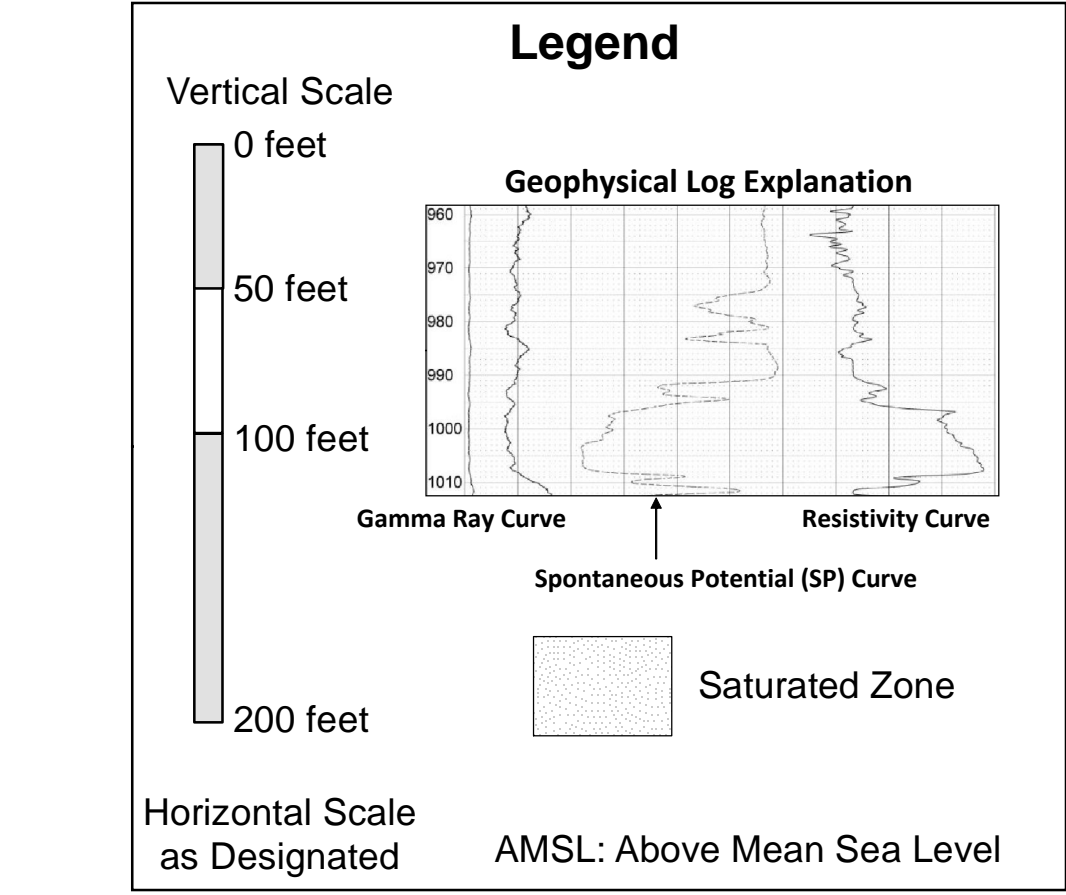 Legend
Vertical Scale
0 feet
50 feet
100 feet
200 feet
Geophysical Log Explanation
960
970
980
990
1000
1010
Gamma Ray Curve
Resistivity Curve
Spontaneous Potential (SP) Curve
Saturated Zone
Horizontal Scale
as Designated
AMSL: Above Mean Sea Level